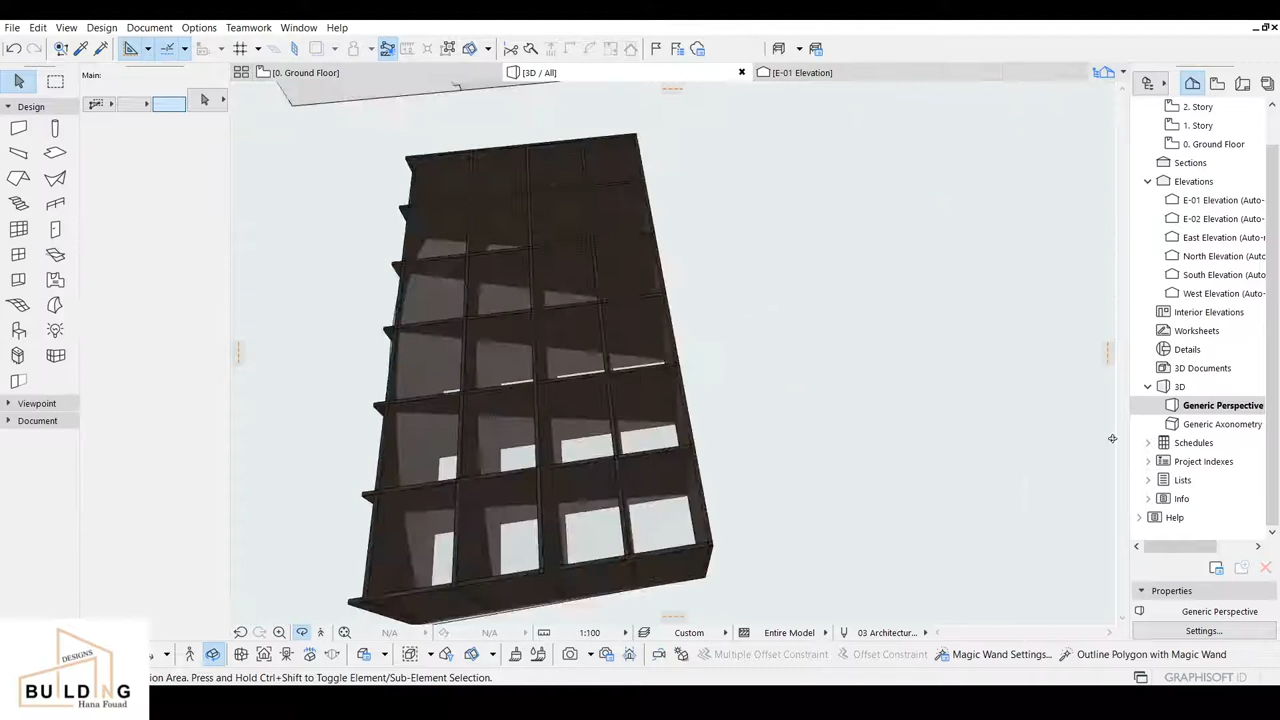 File Edit View Design Document Options Teamwork Window Help
Main:
[0. Ground Floor]
[3D / All]
[E-01 Elevation]
Design
Viewpoint
Document
2. Story
1. Story
0. Ground Floor
Sections
Elevations
E-01 Elevation (Auto-
E-02 Elevation (Auto-
East Elevation (Auto-r
North Elevation (Auto-
South Elevation (Auto-
West Elevation (Auto-
Interior Elevations
Worksheets
Details
3D Documents
3D
Generic Perspective
Generic Axonometry
Schedules
Project Indexes
Lists
Info
Help
Properties
Generic Perspective
Settings...
N/A N/A 1:100 Custom Entire Model 03 Architectur...
Multiple Offset Constraint Offset Constraint Magic Wand Settings... Outline Polygon with Magic Wand
ion Area. Press and Hold Ctrl+Shift to Toggle Element/Sub-Element Selection.
GRAPHISOFT ID
DESIGNS
BUILDING
Hana Fouad